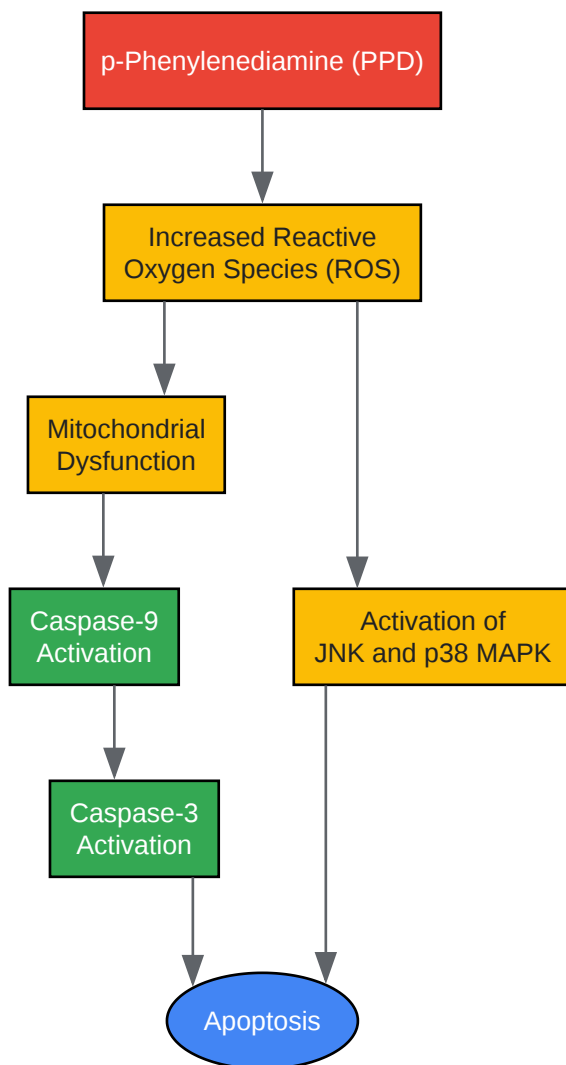 p-Phenylenediamine (PPD)
Increased Reactive
Oxygen Species (ROS)
Mitochondrial
Dysfunction
Caspase-9
Activation
Activation of
JNK and p38 MAPK
Caspase-3
Activation
Apoptosis